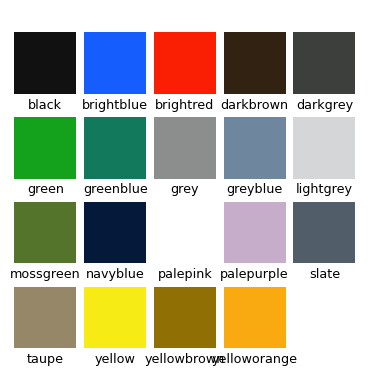 black brightblue brightred darkbrown darkgrey
green greenblue grey greyblue lightgrey
mossgreen navyblue palepink palepurple slate
taupe yellow yellowbrown yelloworange